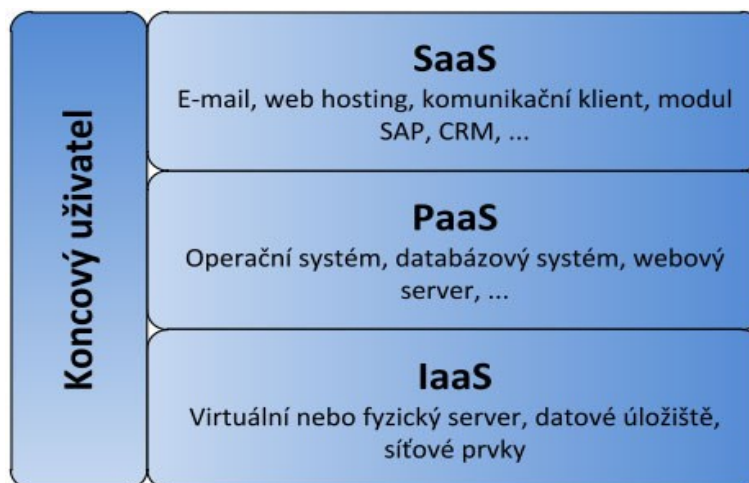 Koncový uživatel
SaaS
E-mail, web hosting, komunikační klient, modul
SAP, CRM, ...
PaaS
Operační systém, databázový systém, webový
server, ...
IaaS
Virtuální nebo fyzický server, datové úložiště,
síťové prvky